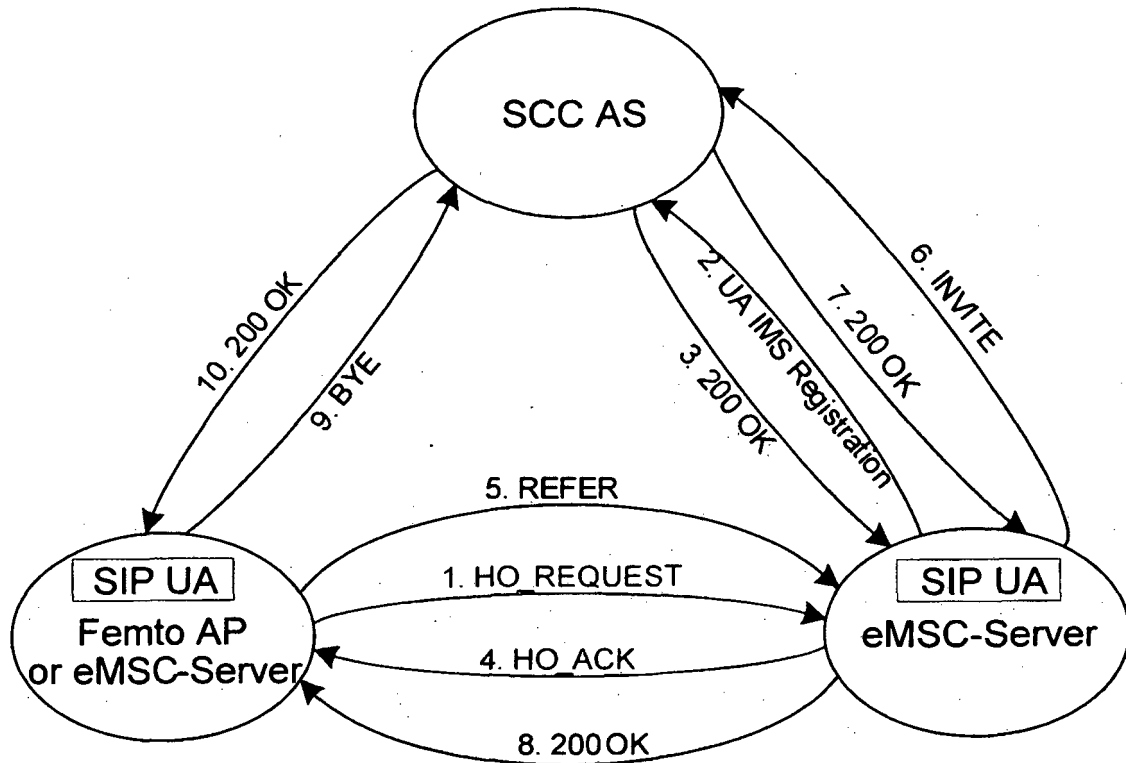 SCC AS
6. INVITE
7. 200 OK
2. UA IMS Registration
3. 200 OK
10. 200 OK
9. BYE
5. REFER
1. HO_REQUEST
4. HO_ACK
8. 200 OK
SIP UA
Femto AP
or eMSC-Server
SIP UA
eMSC-Server